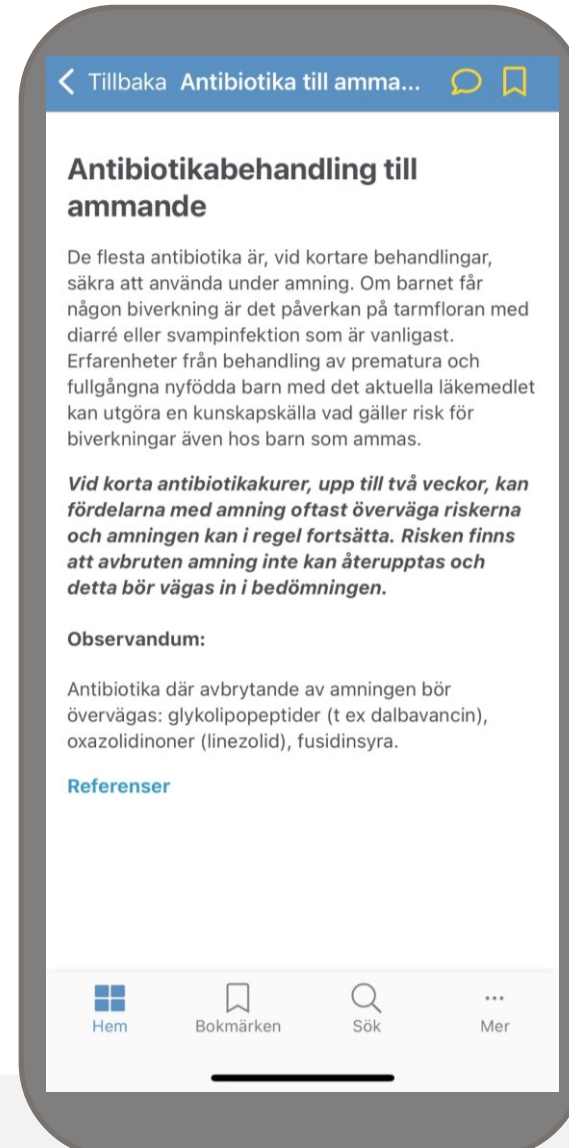 Tillbaka Antibiotika till amma...
Antibiotikabehandling till
ammande
De flesta antibiotika är, vid kortare behandlingar,
säkra att använda under amning. Om barnet får
någon biverkning är det påverkan på tarmfloran med
diarré eller svampinfektion som är vanligast.
Erfarenheter från behandling av prematura och
fullgångna nyfödda barn med det aktuella läkemedlet
kan utgöra en kunskapskälla vad gäller risk för
biverkningar även hos barn som ammas.
Vid korta antibiotikakurer, upp till två veckor, kan
fördelarna med amning oftast överväga riskerna
och amningen kan i regel fortsätta. Risken finns
att avbruten amning inte kan återupptas och
detta bör vägas in i bedömningen.
Observandum:
Antibiotika där avbrytande av amningen bör
övervägas: glykolipopeptider (t ex dalbavancin),
oxazolidinoner (linezolid), fusidinsyra.
Referenser
Hem Bokmärken Sök Mer